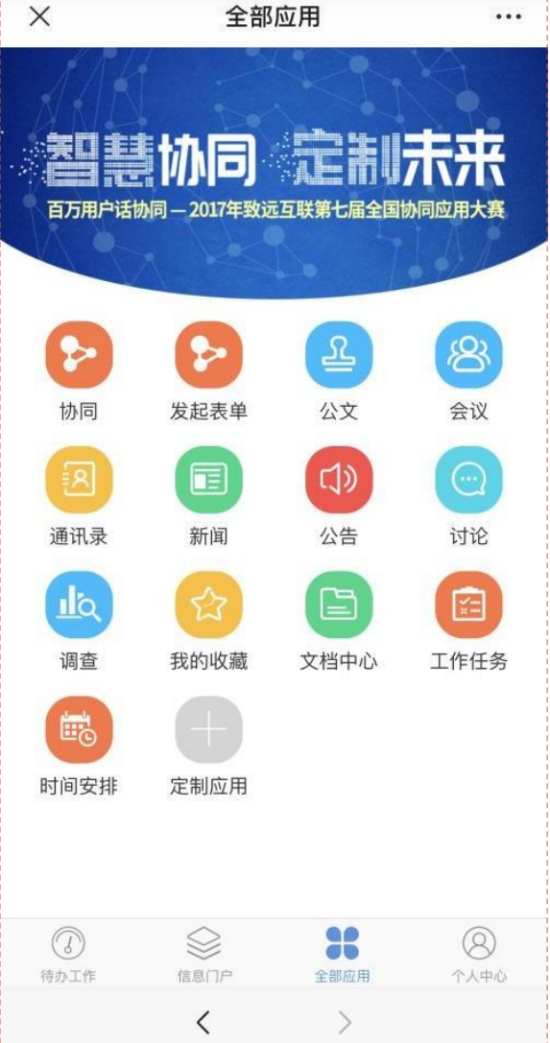 全部应用
智慧协同 定制未来
百万用户话协同 — 2017年致远互联第七届全国协同应用大赛
协同 发起表单 公文 会议
通讯录 新闻 公告 讨论
调查 我的收藏 文档中心 工作任务
时间安排 定制应用
待办工作 信息门户 全部应用 个人中心